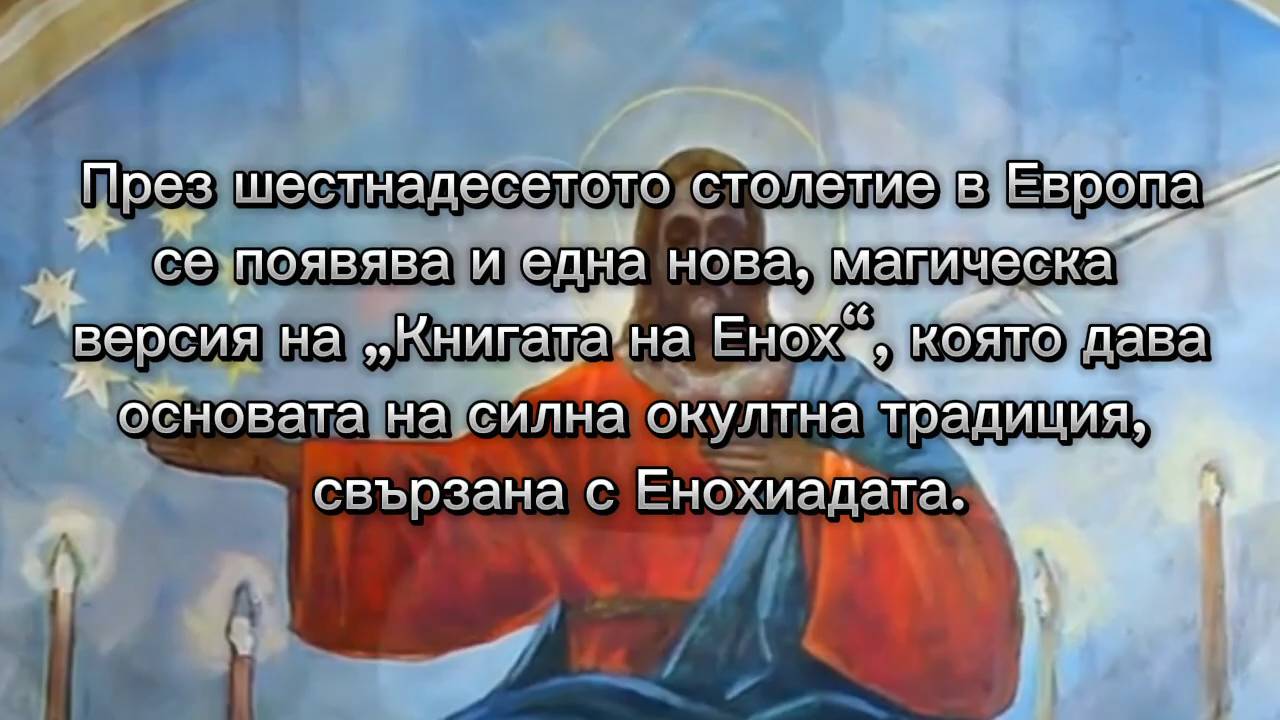 През шестнадесетото столетие в Европа
се появява и една нова, магическа
версия на „Книгата на Енох“, която дава
основата на силна окултна традиция,
свързана с Енохиадата.